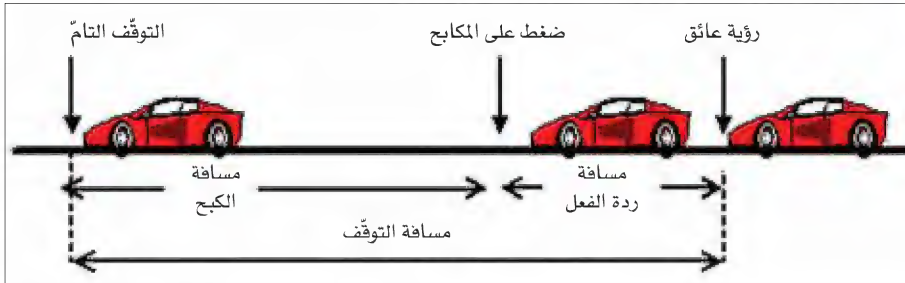 رؤية عائق
ضغط على المكابح
التوقّف التامّ
مسافة
ردة الفعل
مسافة
الكبح
مسافة التوقّف